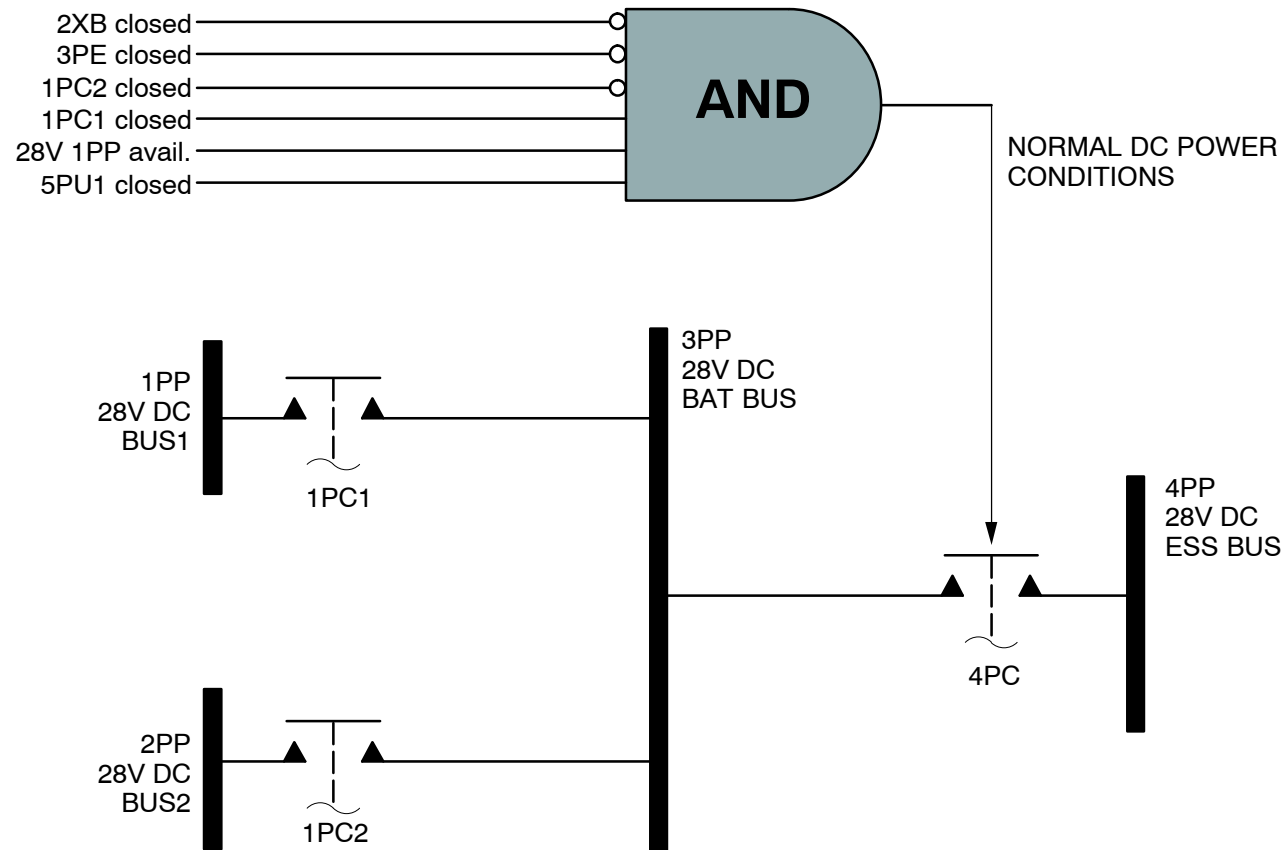 2XB closed
3PE closed
1PC2 closed
1PC1 closed
28V 1PP avail.
5PU1 closed
AND
NORMAL DC POWER
CONDITIONS
1PP
28V DC
BUS1
1PC1
3PP
28V DC
BAT BUS
4PP
28V DC
ESS BUS
4PC
2PP
28V DC
BUS2
1PC2